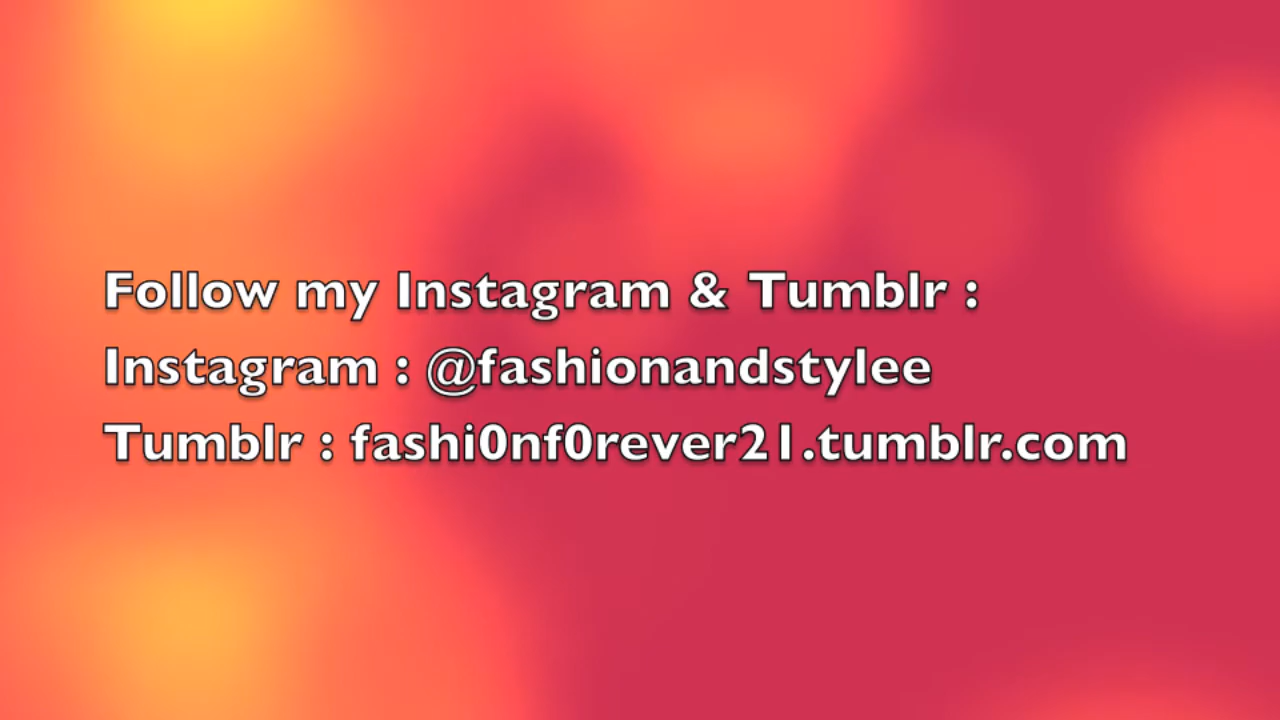 Follow my Instagram & Tumblr :
Instagram : @fashionandstylee
Tumblr : fashi0nf0rever21.tumblr.com